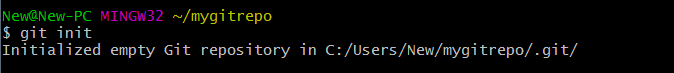 New@New-PC MINGW32 ~/mygitrepo
$ git init
Initialized empty Git repository in C:/Users/New/mygitrepo/.git/